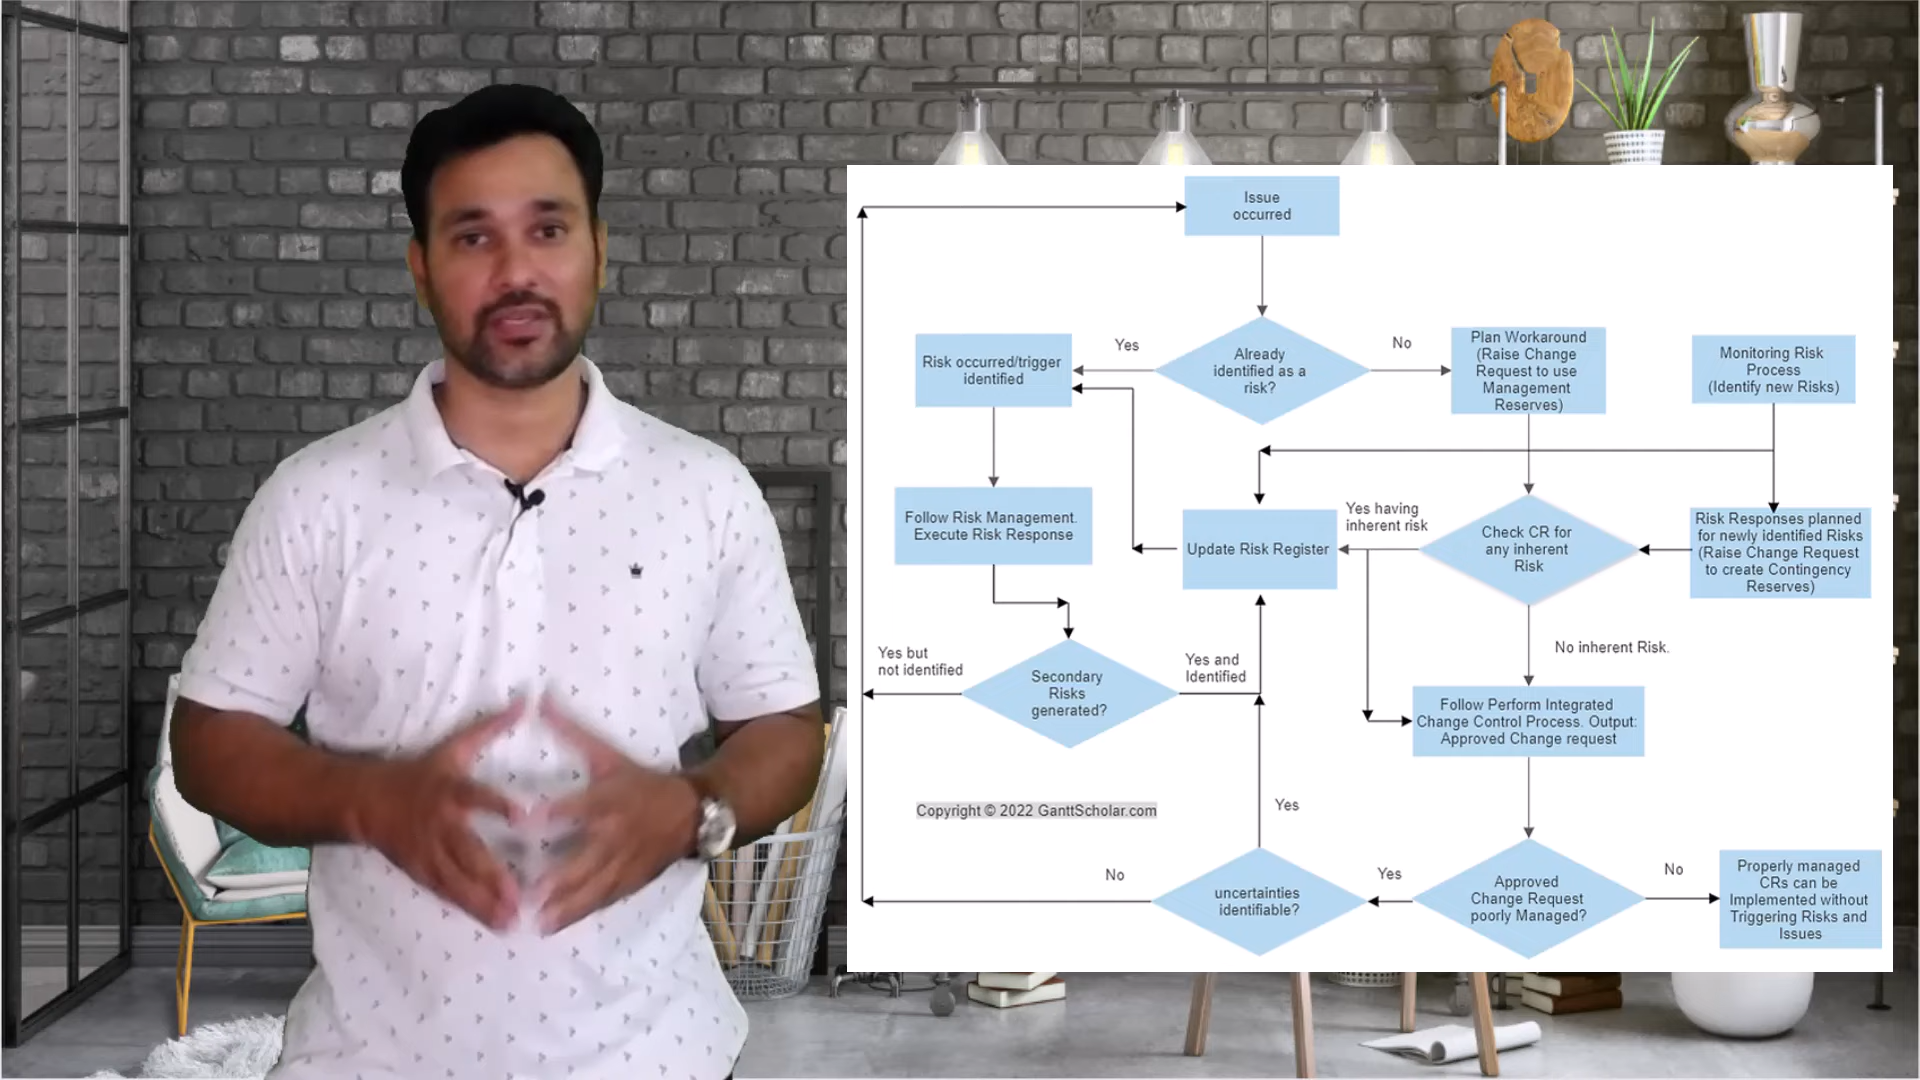 Issue
occurred
Yes
Already
identified as a
risk?
No
Risk occurred/trigger
identified
Plan Workaround
(Raise Change
Request to use
Management
Reserves)
Monitoring Risk
Process
(Identify new Risks)
Follow Risk Management.
Execute Risk Response
Update Risk Register
Yes having
inherent risk
Check CR for
any inherent
Risk
Risk Responses planned
for newly identified Risks
(Raise Change Request
to create Contingency
Reserves)
Yes but
not identified
Secondary
Risks
generated?
Yes and
Identified
No inherent Risk.
Follow Perform Integrated
Change Control Process. Output:
Approved Change request
Copyright © 2022 GanttScholar.com
Yes
No
uncertainties
identifiable?
Yes
Approved
Change Request
poorly Managed?
No
Properly managed
CRs can be
Implemented without
Triggering Risks and
Issues